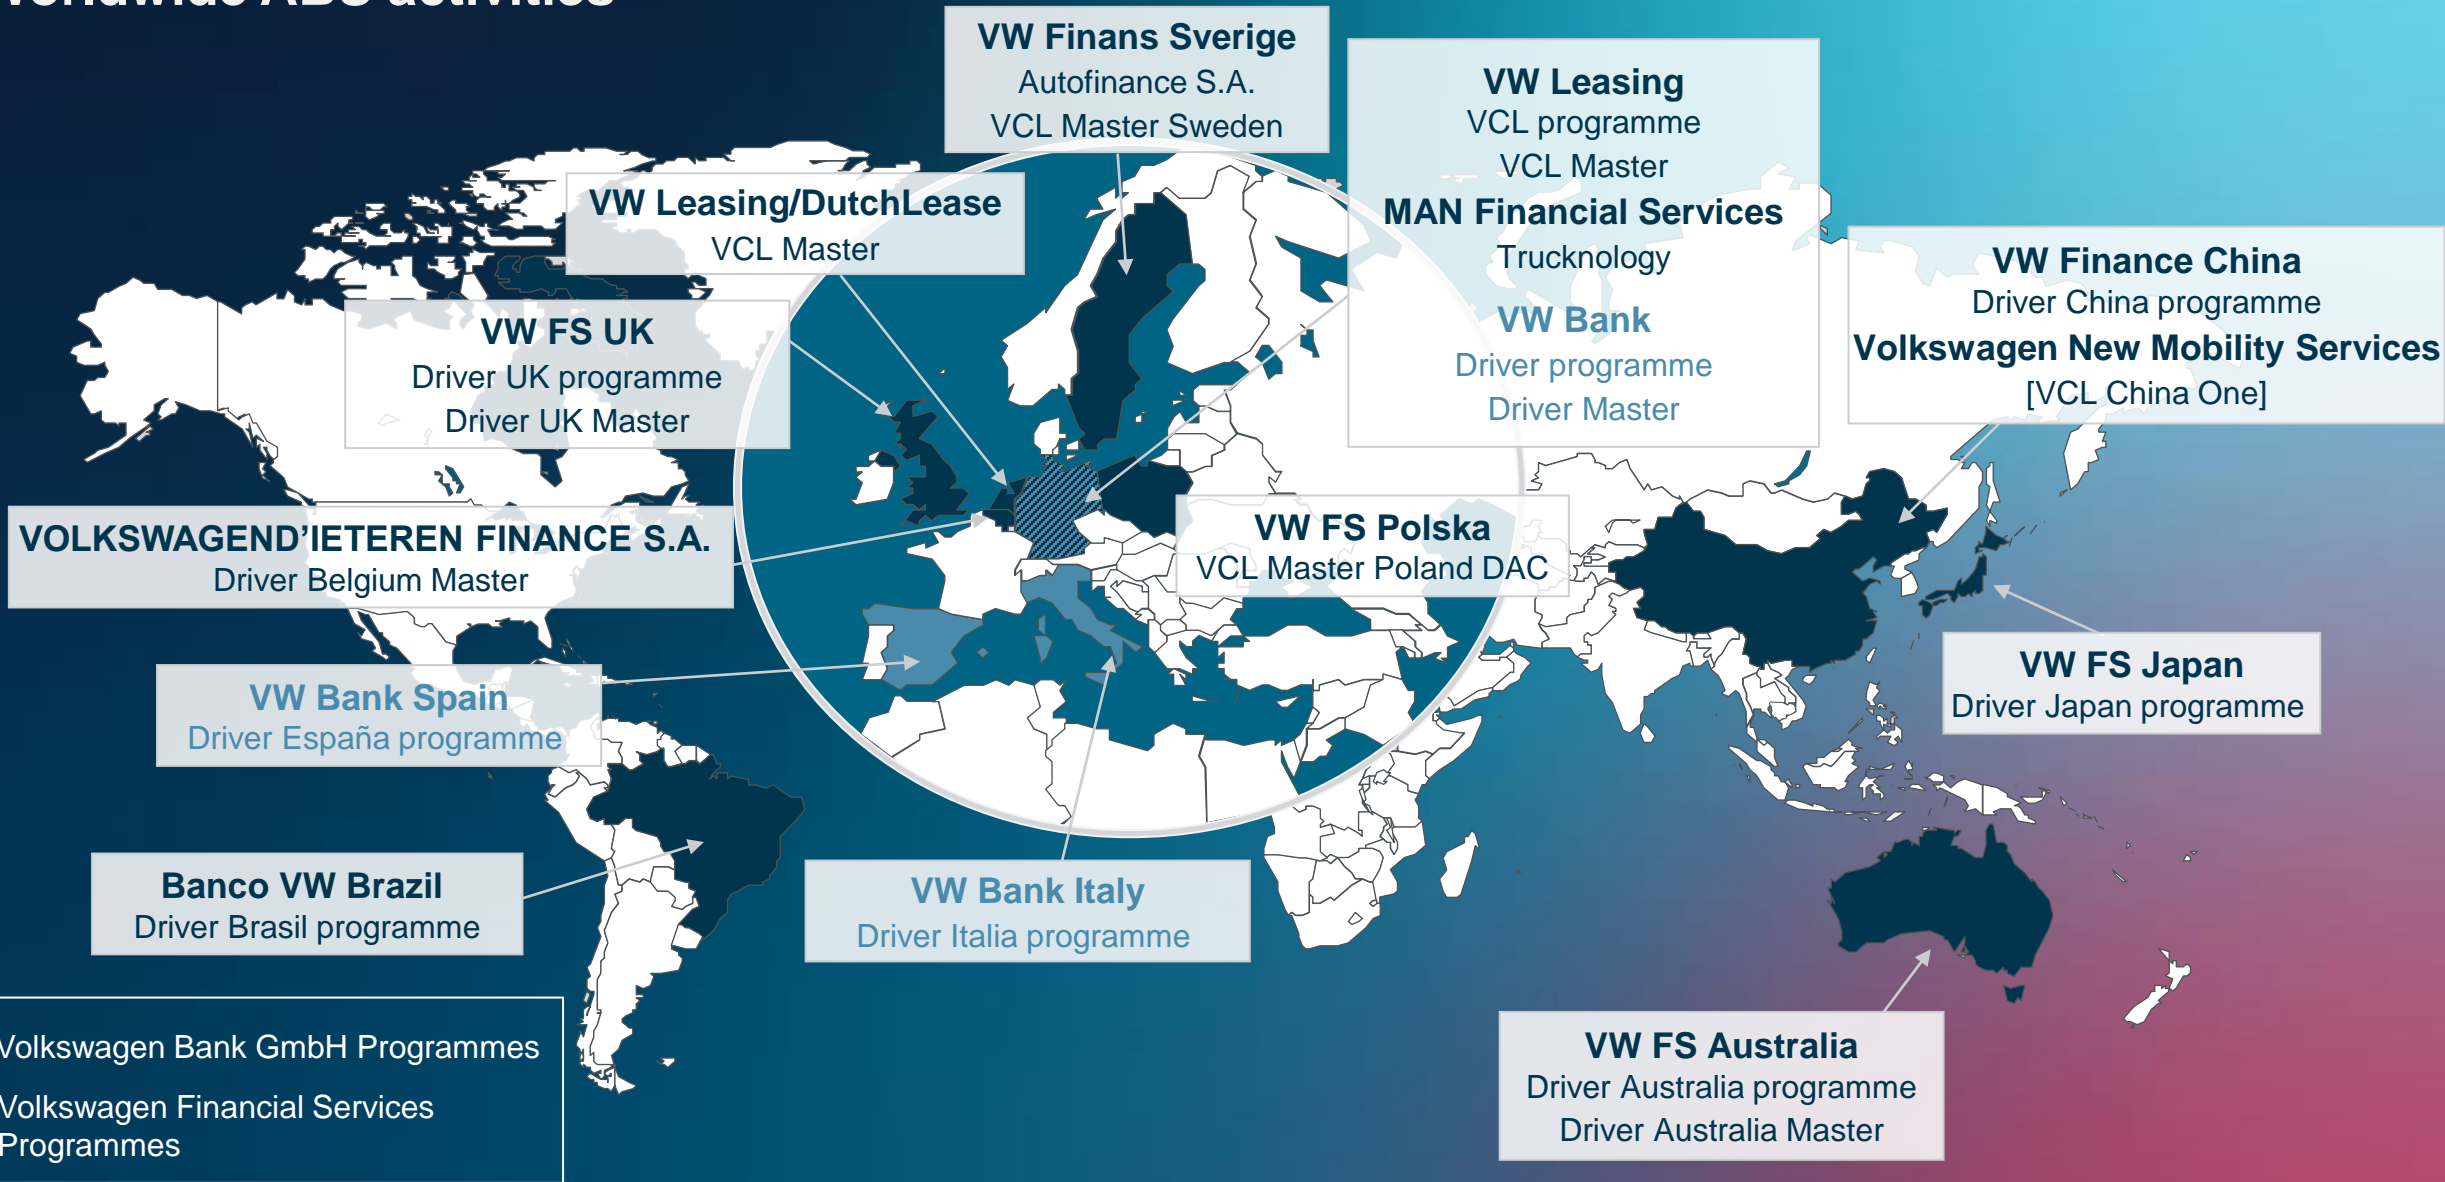 Worldwide ABS activities
VW Finans Sverige
Autofinance S.A.
VCL Master Sweden
VW Leasing
VCL programme
VCL Master
MAN Financial Services
Trucknology
VW Bank
Driver programme
Driver Master
VW Leasing/DutchLease
VCL Master
VW Finance China
Driver China programme
Volkswagen New Mobility Services
[VCL China One]
VW FS UK
Driver UK programme
Driver UK Master
VOLKSWAGEND’IETEREN FINANCE S.A.
Driver Belgium Master
VW FS Polska
VCL Master Poland DAC
VW Bank Spain
Driver España programme
VW FS Japan
Driver Japan programme
Banco VW Brazil
Driver Brasil programme
VW Bank Italy
Driver Italia programme
VW FS Australia
Driver Australia programme
Driver Australia Master
Volkswagen Bank GmbH Programmes
Volkswagen Financial Services
Programmes